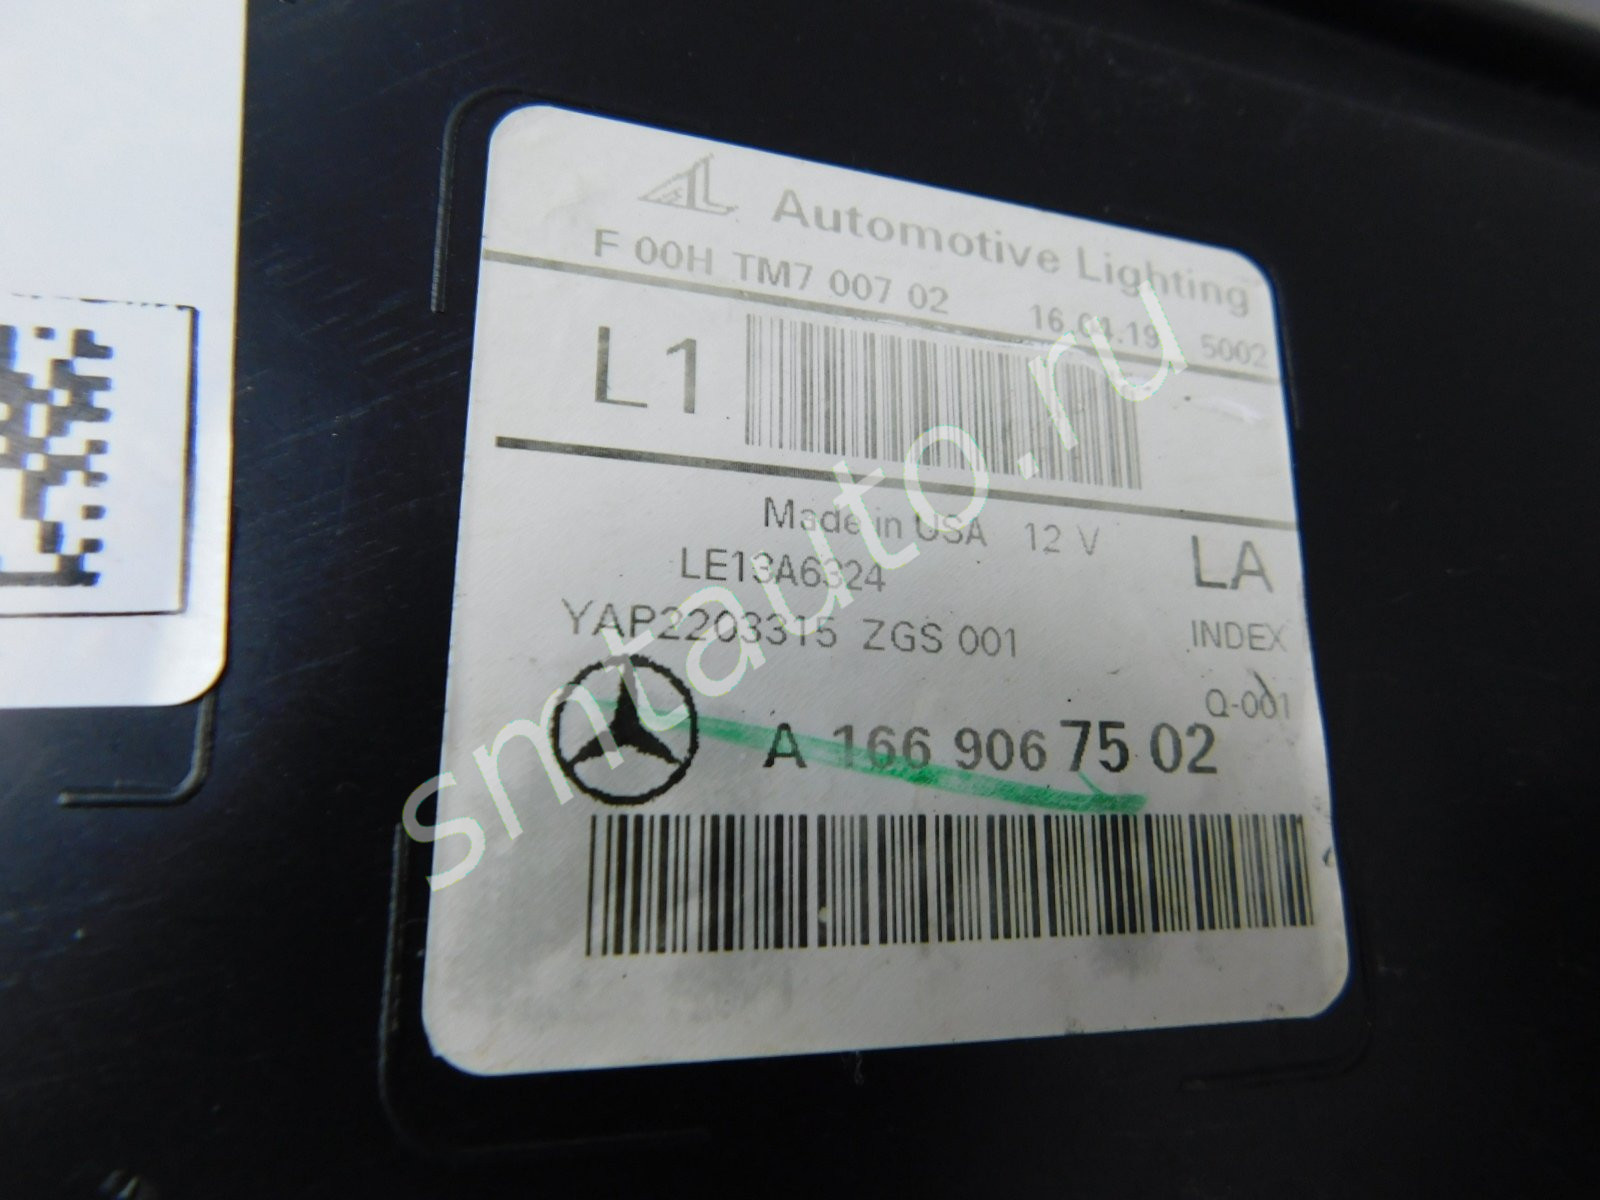 AL Automotive Lighting
F 00H TM7 007 02 16.01.19 5002
L1
Made in USA 12 V
LE13A6324 LA
YAP2203315 ZGS 001 INDEX
Q-001
A 166 906 75 02
smtauto.ru